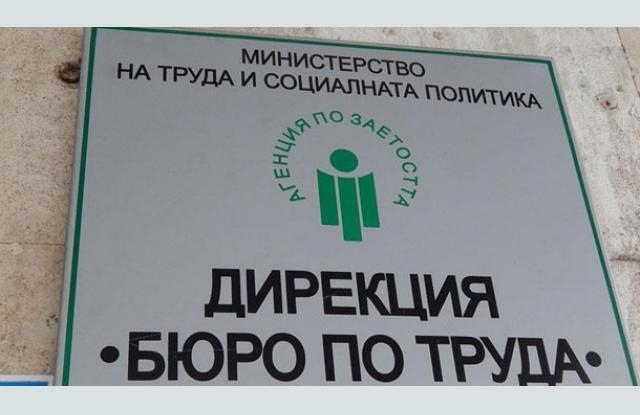 МИНИСТЕРСТВО
НА ТРУДА И СОЦИАЛНАТА ПОЛИТИКА
АГЕНЦИЯ ПО ЗАЕТОСТТА
ДИРЕКЦИЯ
•БЮРО ПО ТРУДА•